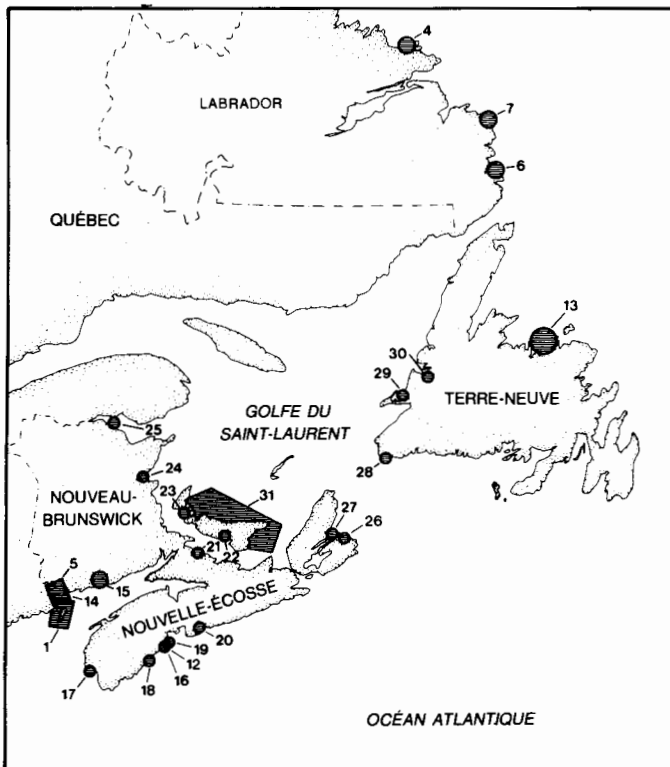 4
LABRADOR
7
6
QUÉBEC
13
30
29
TERRE-NEUVE
GOLFE DU
SAINT-LAURENT
25
28
24
31
NOUVEAU-
BRUNSWICK
23
27
26
21
22
5
15
14
NOUVELLE-ÉCOSSE
1
20
19
12
16
18
17
OCÉAN ATLANTIQUE